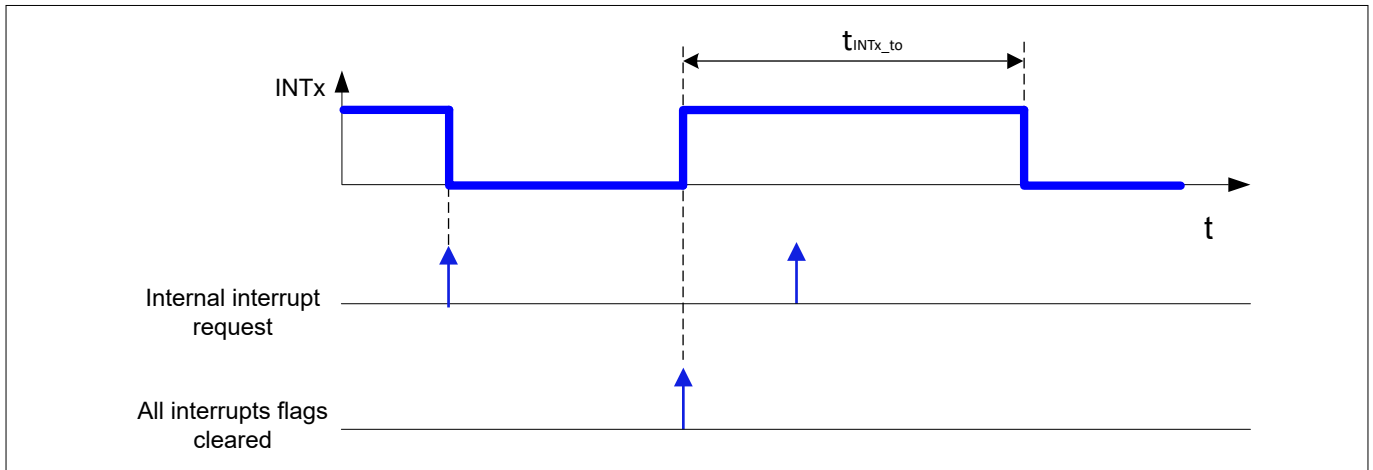 tINTx_to
INTx
t
Internal interrupt
request
All interrupts flags
cleared